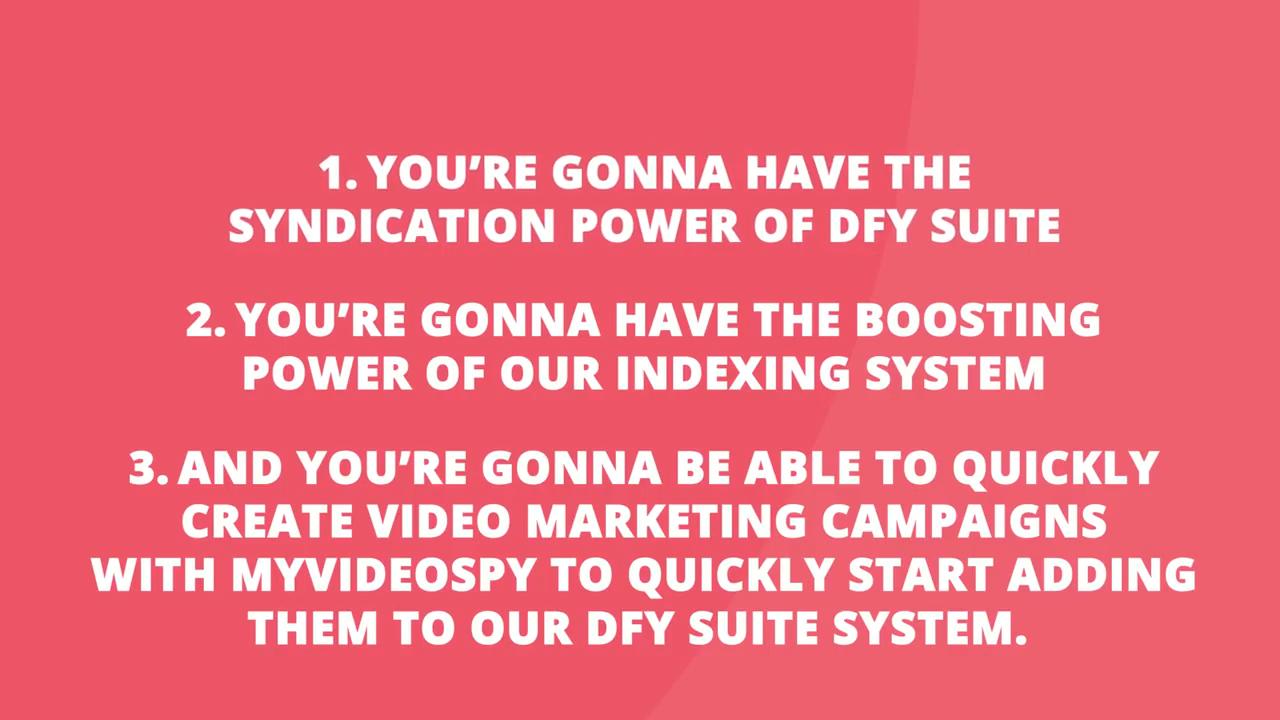 1. YOU’RE GONNA HAVE THE
SYNDICATION POWER OF DFY SUITE
2. YOU’RE GONNA HAVE THE BOOSTING
POWER OF OUR INDEXING SYSTEM
3. AND YOU’RE GONNA BE ABLE TO QUICKLY
CREATE VIDEO MARKETING CAMPAIGNS
WITH MYVIDEOSPY TO QUICKLY START ADDING
THEM TO OUR DFY SUITE SYSTEM.